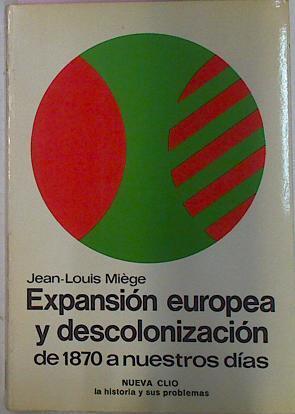 Jean-Louis Miège
Expansión europea
y descolonización
de 1870 a nuestros días
NUEVA CLIO
la historia y sus problemas